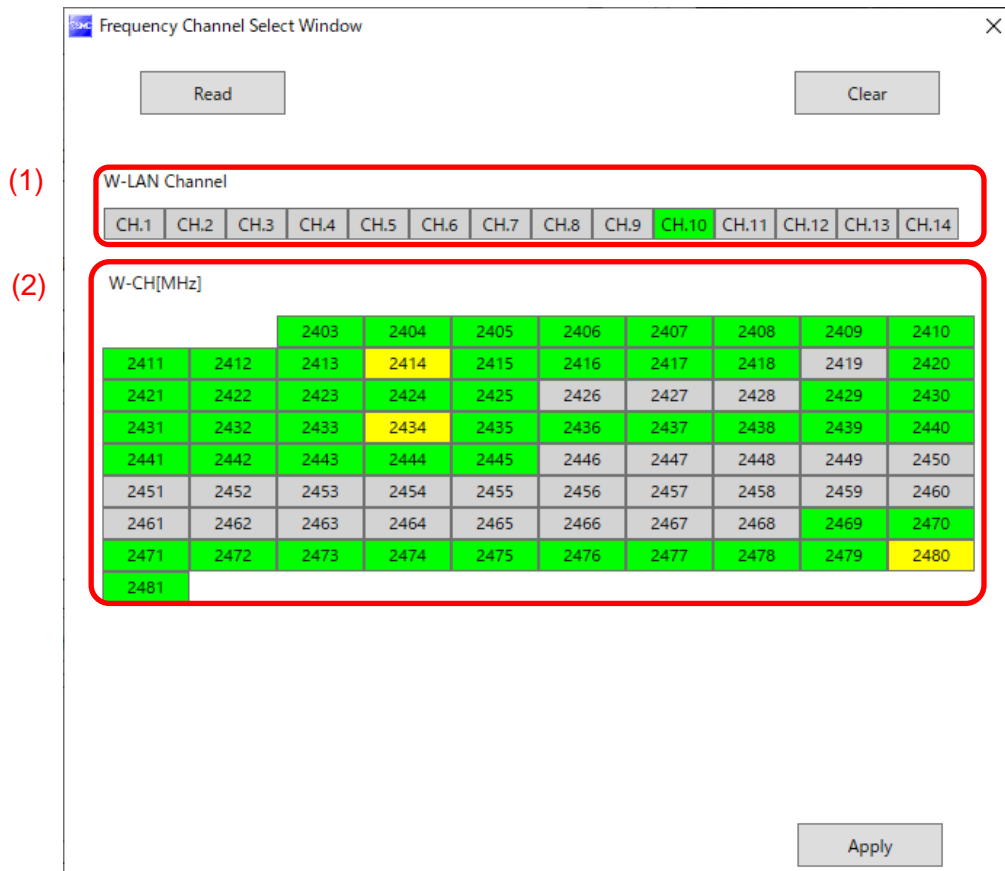 SMC Frequency Channel Select Window
Read Clear
(1)
W-LAN Channel
CH.1 CH.2 CH.3 CH.4 CH.5 CH.6 CH.7 CH.8 CH.9 CH.10 CH.11 CH.12 CH.13 CH.14
(2)
W-CH[MHz]
2403 2404 2405 2406 2407 2408 2409 2410
2411 2412 2413 2414 2415 2416 2417 2418 2419 2420
2421 2422 2423 2424 2425 2426 2427 2428 2429 2430
2431 2432 2433 2434 2435 2436 2437 2438 2439 2440
2441 2442 2443 2444 2445 2446 2447 2448 2449 2450
2451 2452 2453 2454 2455 2456 2457 2458 2459 2460
2461 2462 2463 2464 2465 2466 2467 2468 2469 2470
2471 2472 2473 2474 2475 2476 2477 2478 2479 2480
2481
Apply